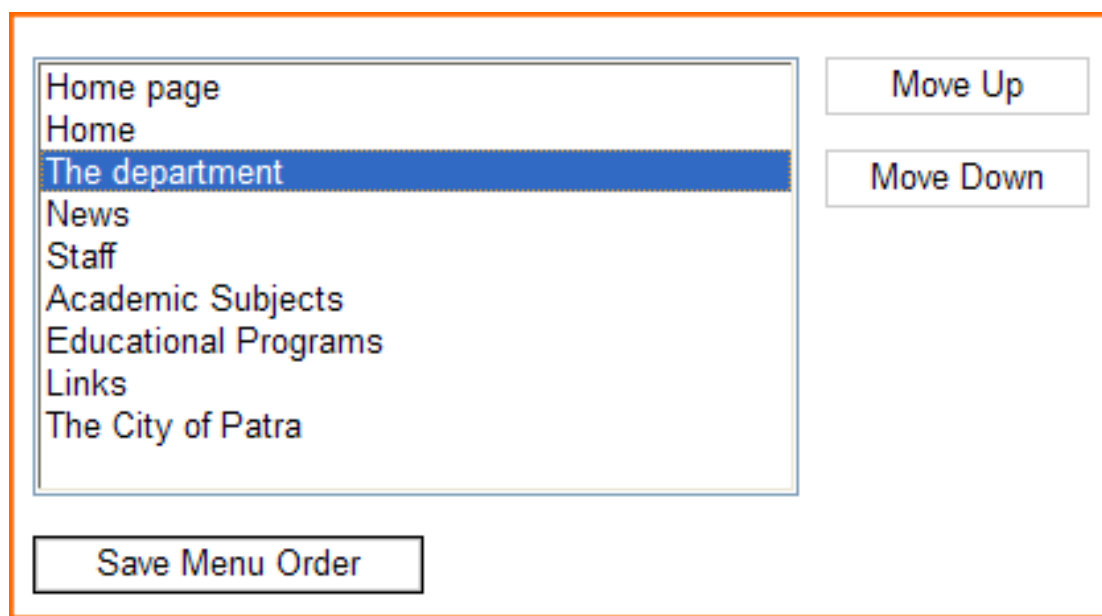 Home page
Home
The department
News
Staff
Academic Subjects
Educational Programs
Links
The City of Patra
Move Up
Move Down
Save Menu Order